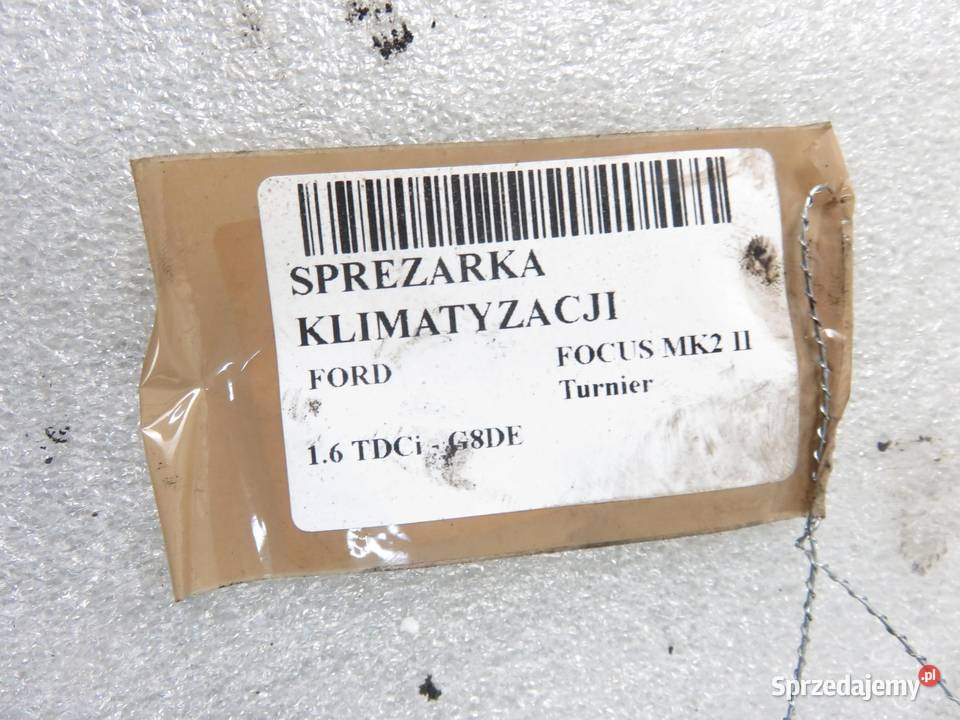 SPREZARKA
KLIMATYZACJI
FORD
FOCUS MK2 II
Turnier
1.6 TDCi - G8DE
Sprzedajemy.pl